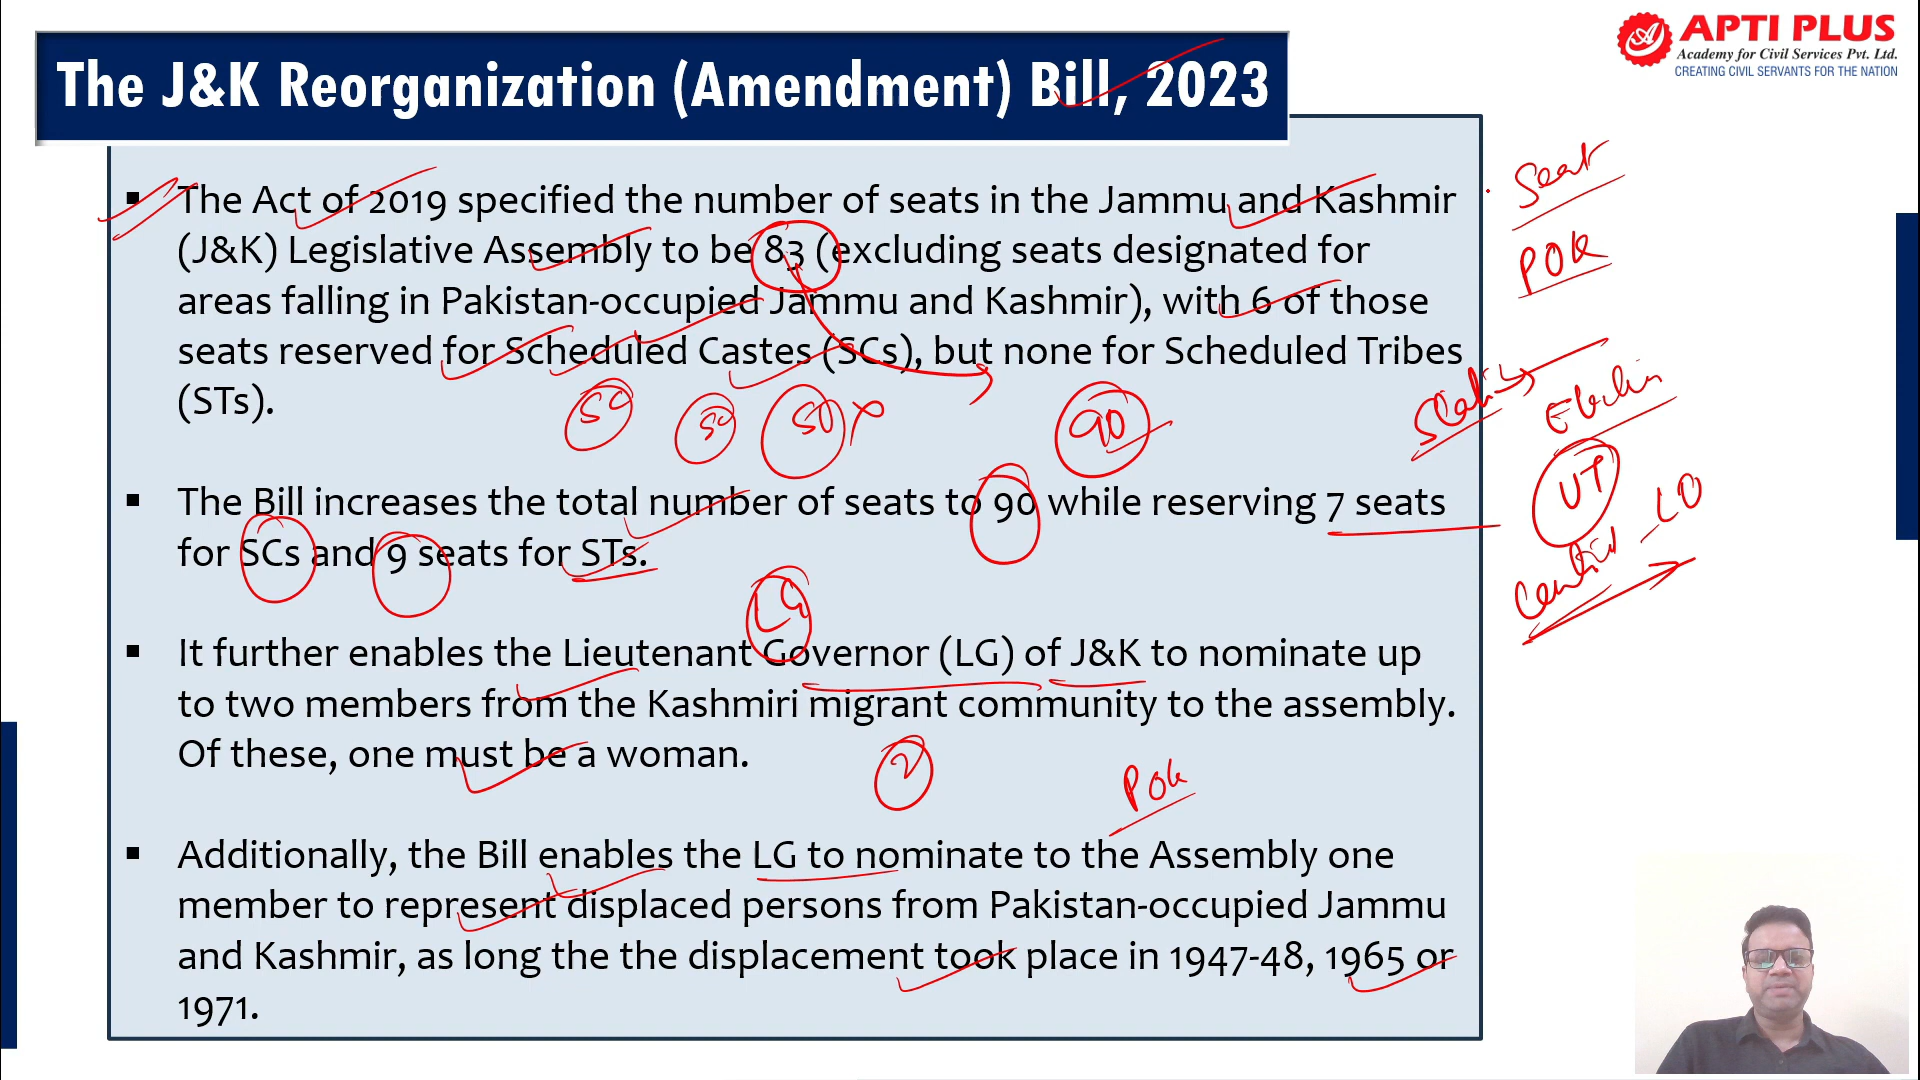 The J&K Reorganization (Amendment) Bill, 2023
APTI PLUS
Academy for Civil Services Pvt. Ltd.
CREATING CIVIL SERVANTS FOR THE NATION
▪ The Act of 2019 specified the number of seats in the Jammu and Kashmir
(J&K) Legislative Assembly to be 83 (excluding seats designated for
areas falling in Pakistan-occupied Jammu and Kashmir), with 6 of those
seats reserved for Scheduled Castes (SCs), but none for Scheduled Tribes
(STs).
90
▪ The Bill increases the total number of seats to 90 while reserving 7 seats
for SCs and 9 seats for STs.
LG
▪ It further enables the Lieutenant Governor (LG) of J&K to nominate up
to two members from the Kashmiri migrant community to the assembly.
Of these, one must be a woman.
2
POK
▪ Additionally, the Bill enables the LG to nominate to the Assembly one
member to represent displaced persons from Pakistan-occupied Jammu
and Kashmir, as long the the displacement took place in 1947-48, 1965 or
1971.
Seat
POK
UT